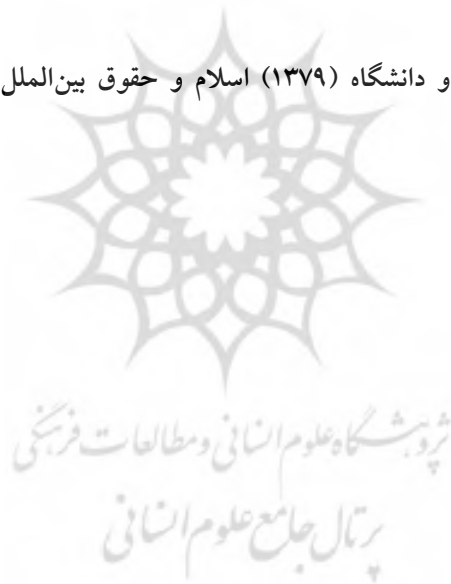 و دانشگاه (۱۳۷۹) اسلام و حقوق بین‌الملل
پژوهشگاه علوم انسانی و مطالعات فرهنگی
پرتال جامع علوم انسانی